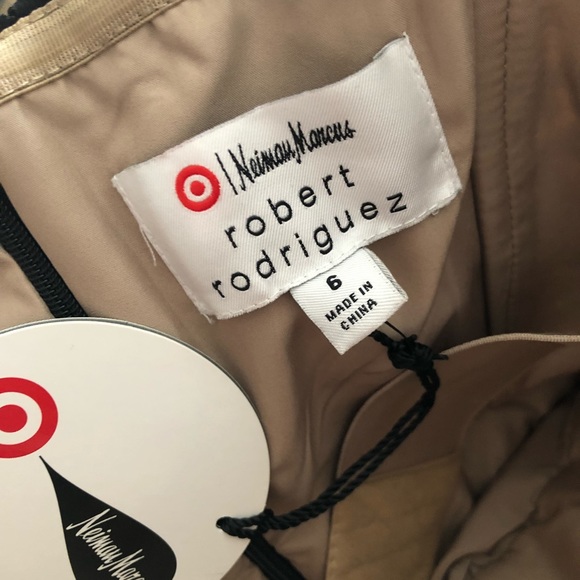 | Neiman Marcus
robert
rodriguez
6
MADE IN
CHINA
Neiman Marcus